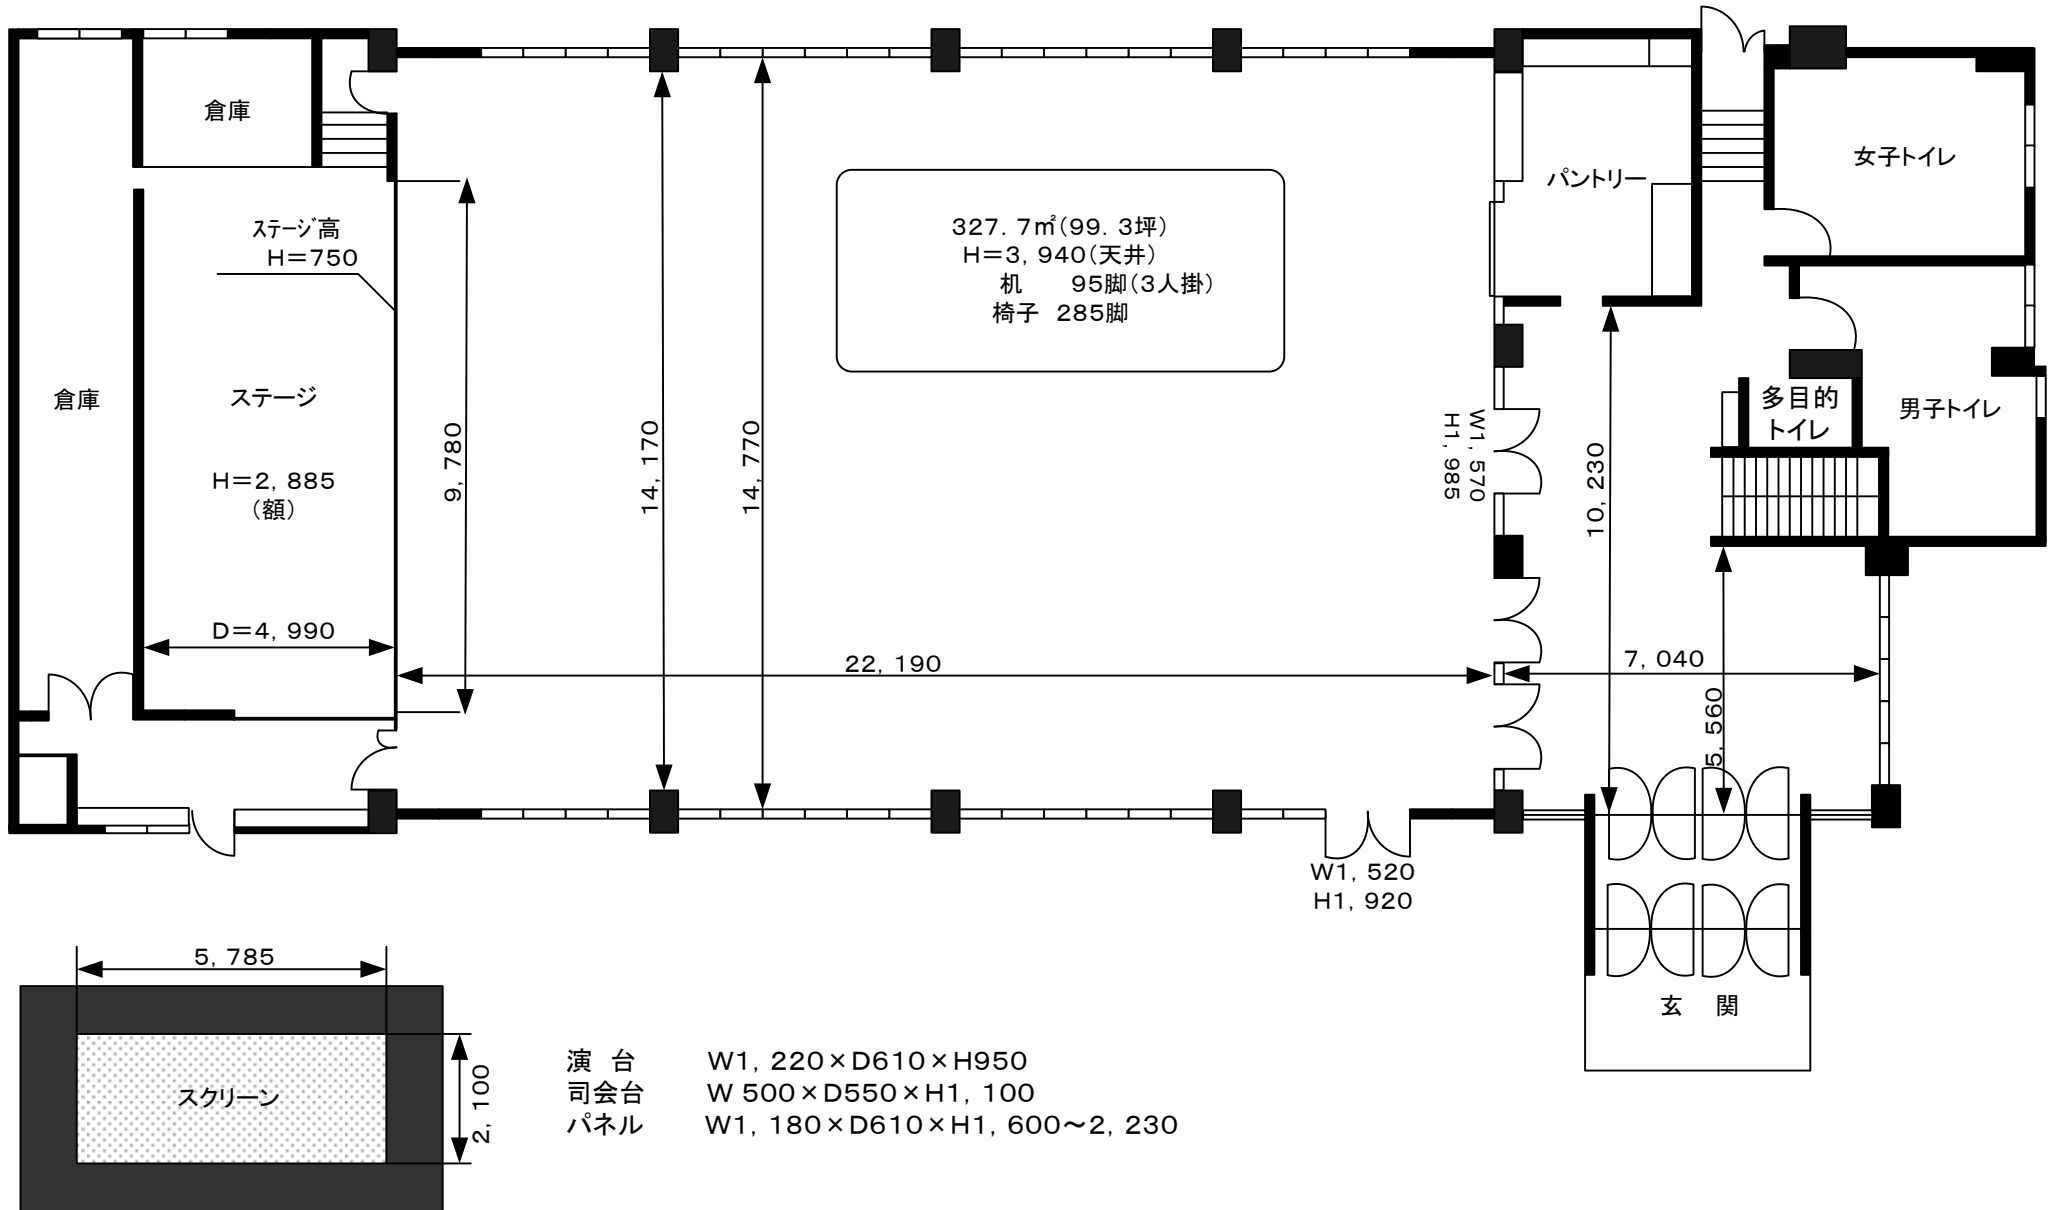 倉庫
パントリー
女子トイレ
ステージ高
H＝750
327. 7㎡(99. 3坪)
H＝3, 940(天井)
机　　95脚(3人掛)
椅子　285脚
倉庫
ステージ
H＝2, 885
(額)
9, 780
14, 170
14, 770
W1, 570
H1, 985
10, 230
多目的
トイレ
男子トイレ
D＝4, 990
22, 190
7, 040
5, 560
W1, 520
H1, 920
玄　関
5, 785
スクリーン
2, 100
演　台　　W1, 220×D610×H950
司会台　　W 500×D550×H1, 100
パネル　　W1, 180×D610×H1, 600～2, 230